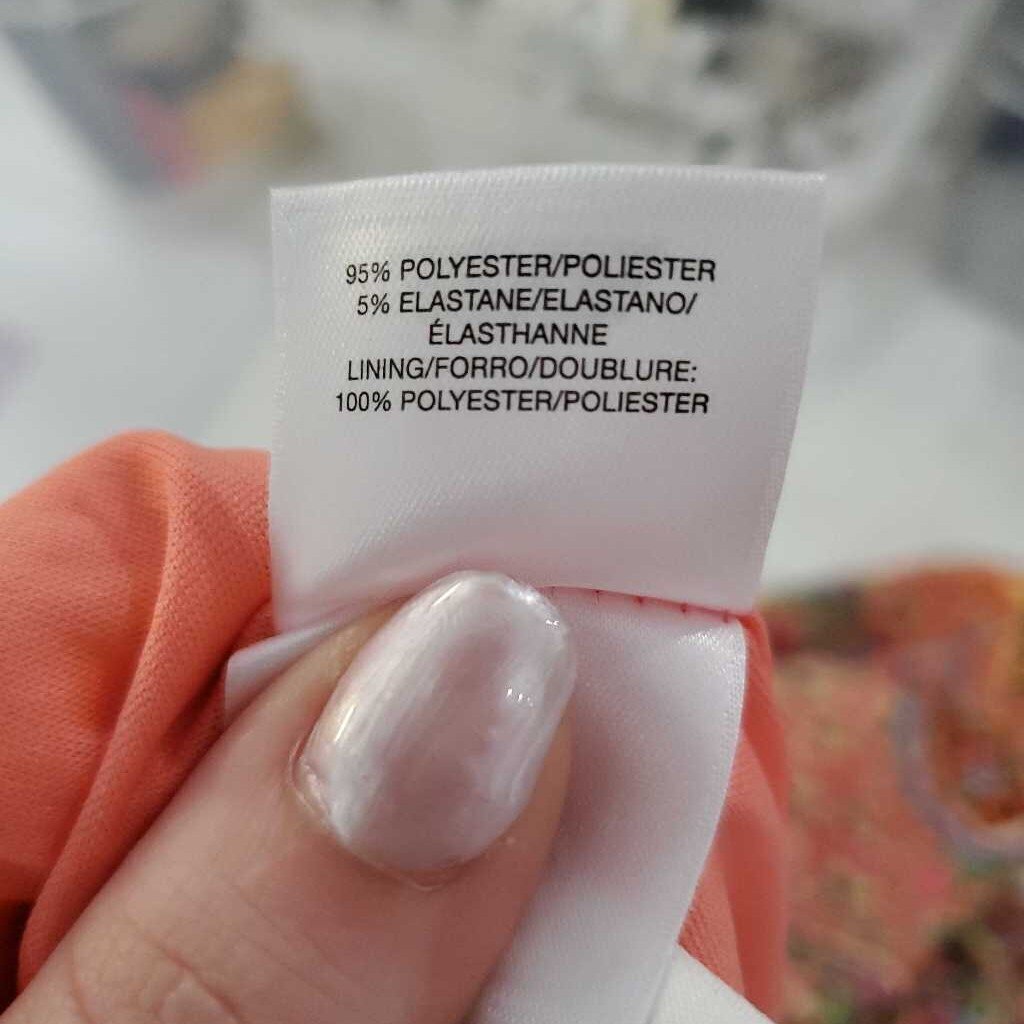 95% POLYESTER/POLIESTER
5% ELASTANE/ELASTANO/
ÉLASTHANNE
LINING/FORRO/DOUBLURE:
100% POLYESTER/POLIESTER